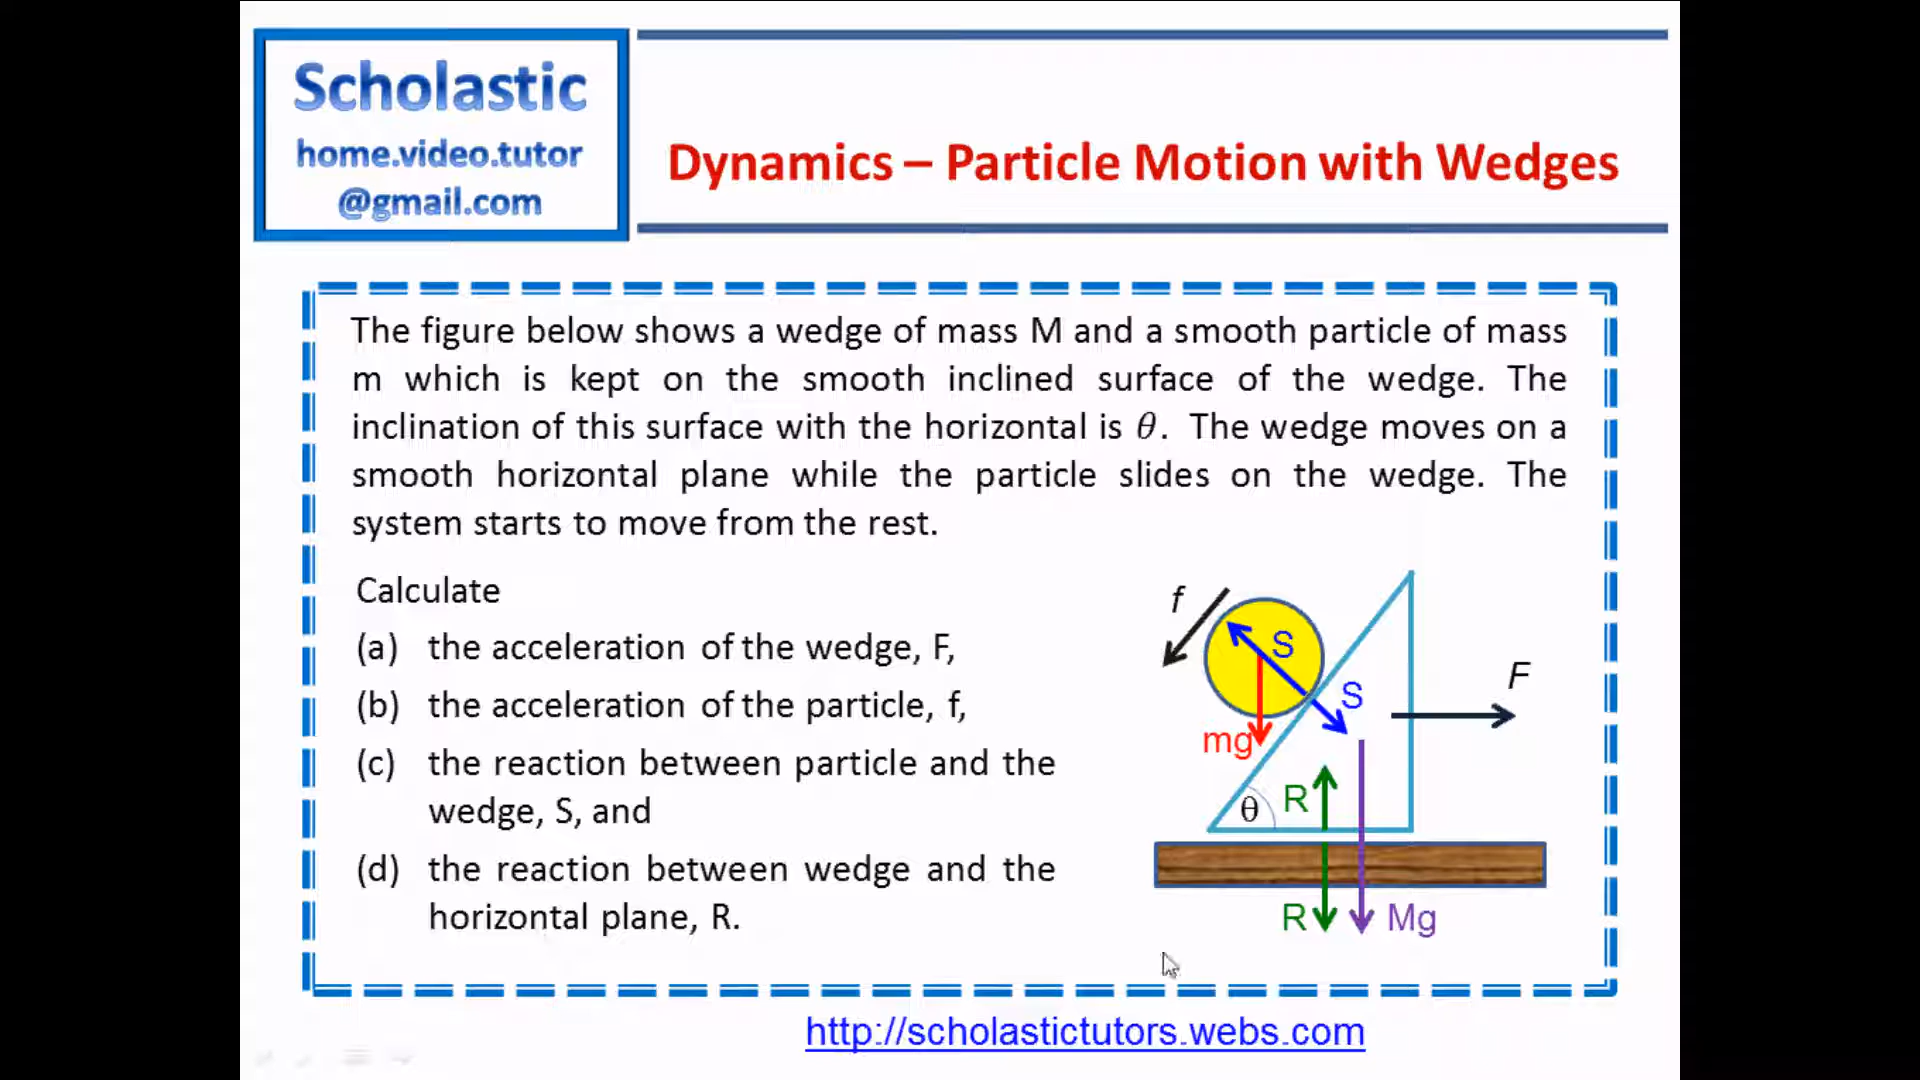 Scholastic
home.video.tutor
@gmail.com
Dynamics – Particle Motion with Wedges
The figure below shows a wedge of mass M and a smooth particle of mass
m which is kept on the smooth inclined surface of the wedge. The
inclination of this surface with the horizontal is θ. The wedge moves on a
smooth horizontal plane while the particle slides on the wedge. The
system starts to move from the rest.
Calculate
(a) the acceleration of the wedge, F,
(b) the acceleration of the particle, f,
(c) the reaction between particle and the
wedge, S, and
(d) the reaction between wedge and the
horizontal plane, R.
f
S
S
F
mg
R
θ
R
Mg
http://scholastictutors.webs.com